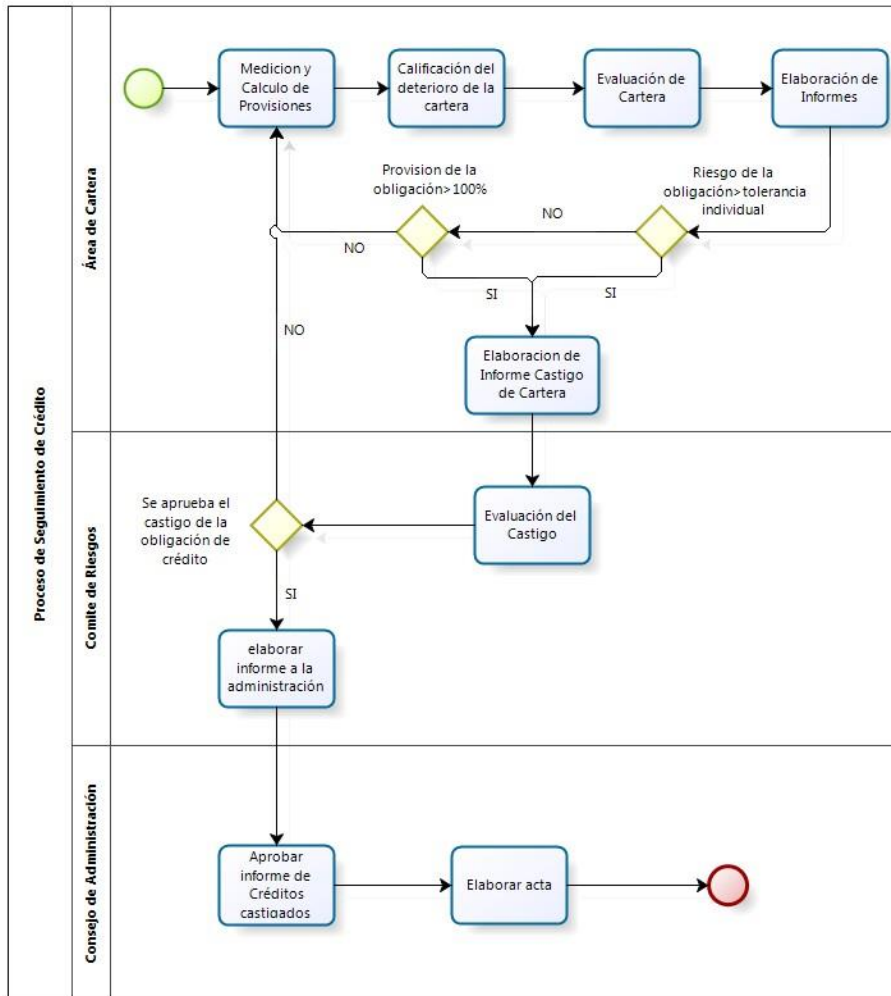 Proceso de Seguimiento de Crédito
Área de Cartera
Medicion y
Calculo de
Provisiones
Calificación del
deterioro de la
cartera
Evaluación de
Cartera
Elaboración de
Informes
Provision de la
obligación>100%
Riesgo de la
obligación>tolerancia
individual
NO
NO
SI
SI
NO
Elaboracion de
Informe Castigo
de Cartera
Comite de Riesgos
Se aprueba el
castigo de la
obligación de
crédito
Evaluación del
Castigo
SI
elaborar
informe a la
administración
Consejo de Administración
Aprobar
informe de
Créditos
castigados
Elaborar acta